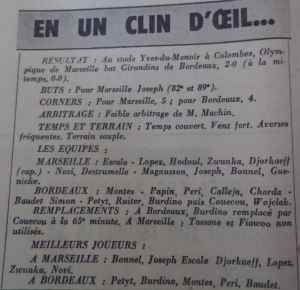 EN UN CLIN D'ŒIL...
RESULTAT : Au stade Yves-du-Manoir à Colombes, Olym-
pique de Marseille bat Girondins de Bordeaux, 2-0 (à la mi-
temps, 0-0).
BUTS : Pour Marseille Joseph (82e et 89e).
CORNERS : Pour Marseille, 5 ; pour Bordeaux, 4.
ARBITRAGE : Faible arbitrage de M. Machin.
TEMPS ET TERRAIN : Temps couvert. Vent fort. Averses
fréquentes. Terrain souple.
LES EQUIPES :
MARSEILLE : Escale - Lopez, Hodoul, Zwunka, Djorkaeff
(cap.) - Novi, Destrumelle - Magnusson, Joseph, Bonnel, Gue-
niche.
BORDEAUX : Montes - Papin, Peri, Calleja, Chorda -
Baudet Simon - Petyt, Ruiter, Burdino puis Couecou, Wojciak.
REMPLACEMENTS : A Bordeaux, Burdino remplacé par
Couecou à la 65e minute. A Marseille : Tassone et Fiawoo non
utilisés.
MEILLEURS JOUEURS :
A MARSEILLE : Bonnel, Joseph Escale Djorkaeff, Lopez,
Zwunka, Novi.
A BORDEAUX : Petyt, Burdino, Montes, Peri, Baudet.